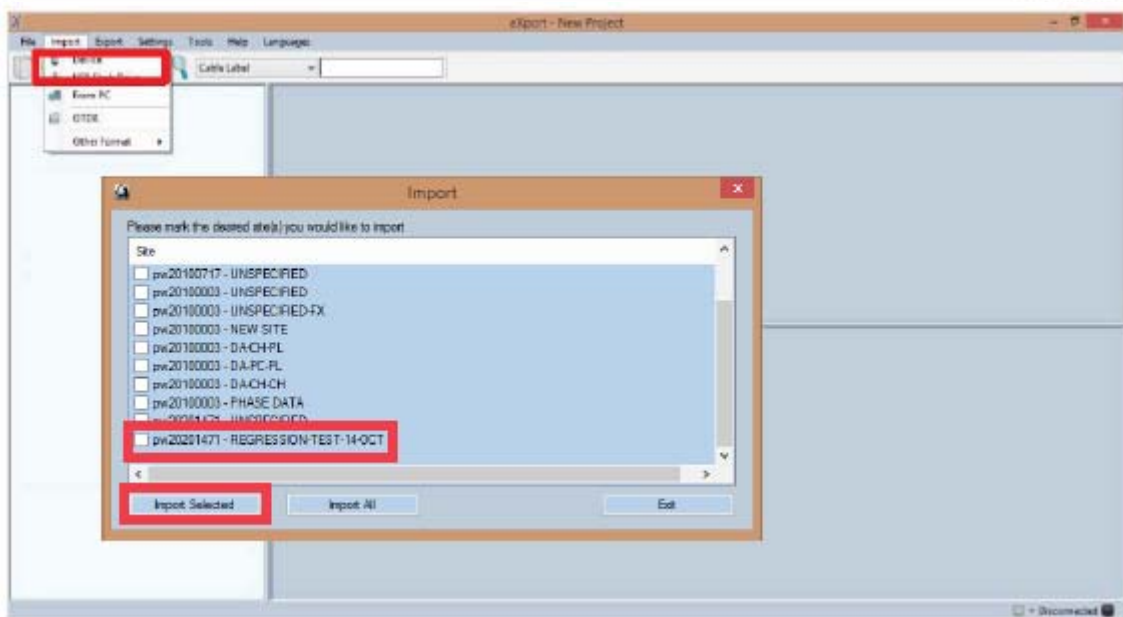 eXport - New Project
File Import Export Settings Tools Help Languages
Cable Label
From PC
OTDR
Other Format
Import
Please mark the desired site(s) you would like to import
Site
pw20100717 - UNSPECIFIED
pw20100003 - UNSPECIFIED
pw20100003 - UNSPECIFIED-FX
pw20100003 - NEW SITE
pw20100003 - DA-CH-PL
pw20100003 - DA-PC-PL
pw20100003 - DA-CH-CH
pw20100003 - PHASE DATA
pw20201471 - UNSPECIFIED
pw20201471 - REGRESSION-TEST-14-OCT
Import Selected Import All Exit
Disconnected